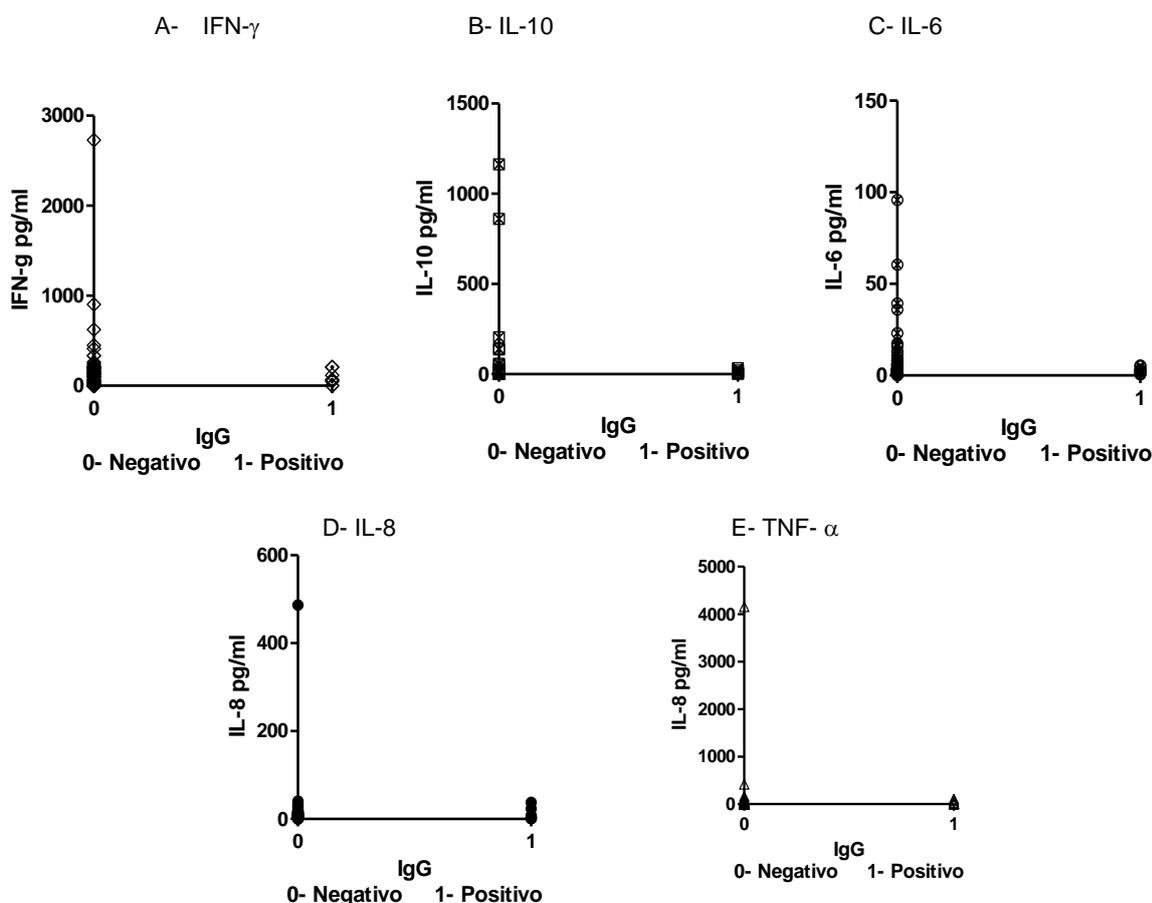 A- IFN-γ
3000
2000
1000
0
IFN-g pg/ml
0 1
IgG
0- Negativo 1- Positivo
B- IL-10
1500
1000
500
0
IL-10 pg/ml
0 1
IgG
0- Negativo 1- Positivo
C- IL-6
150
100
50
0
IL-6 pg/ml
0 1
IgG
0- Negativo 1- Positivo
D- IL-8
600
400
200
0
IL-8 pg/ml
0 1
IgG
0- Negativo 1- Positivo
E- TNF- α
5000
4000
3000
2000
1000
0
IL-8 pg/ml
0 1
IgG
0- Negativo 1- Positivo